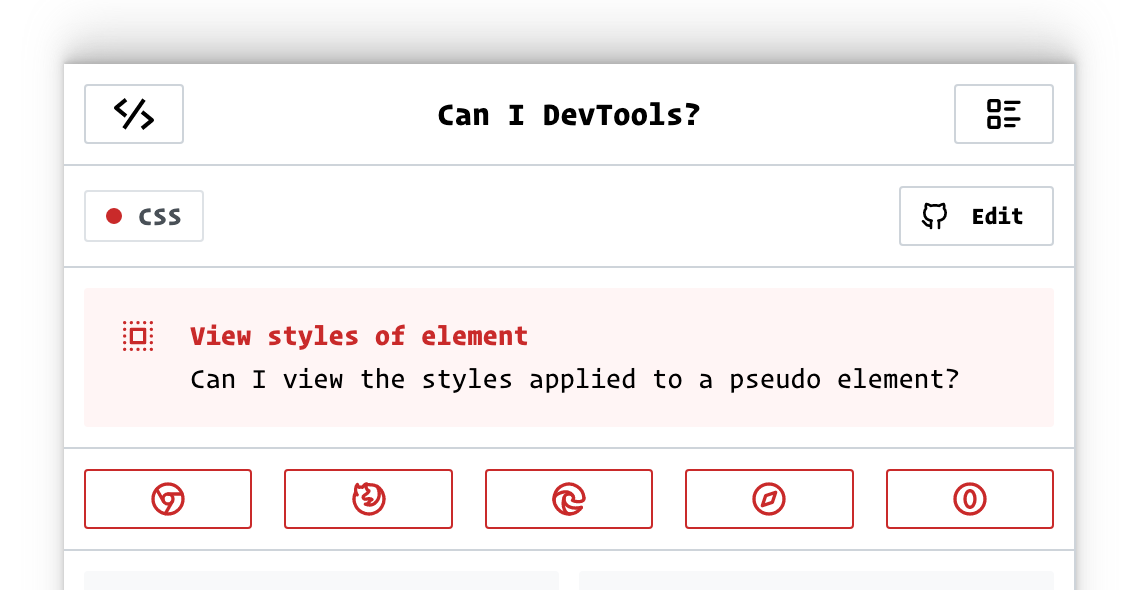 Can I DevTools?
CSS
Edit
View styles of element
Can I view the styles applied to a pseudo element?